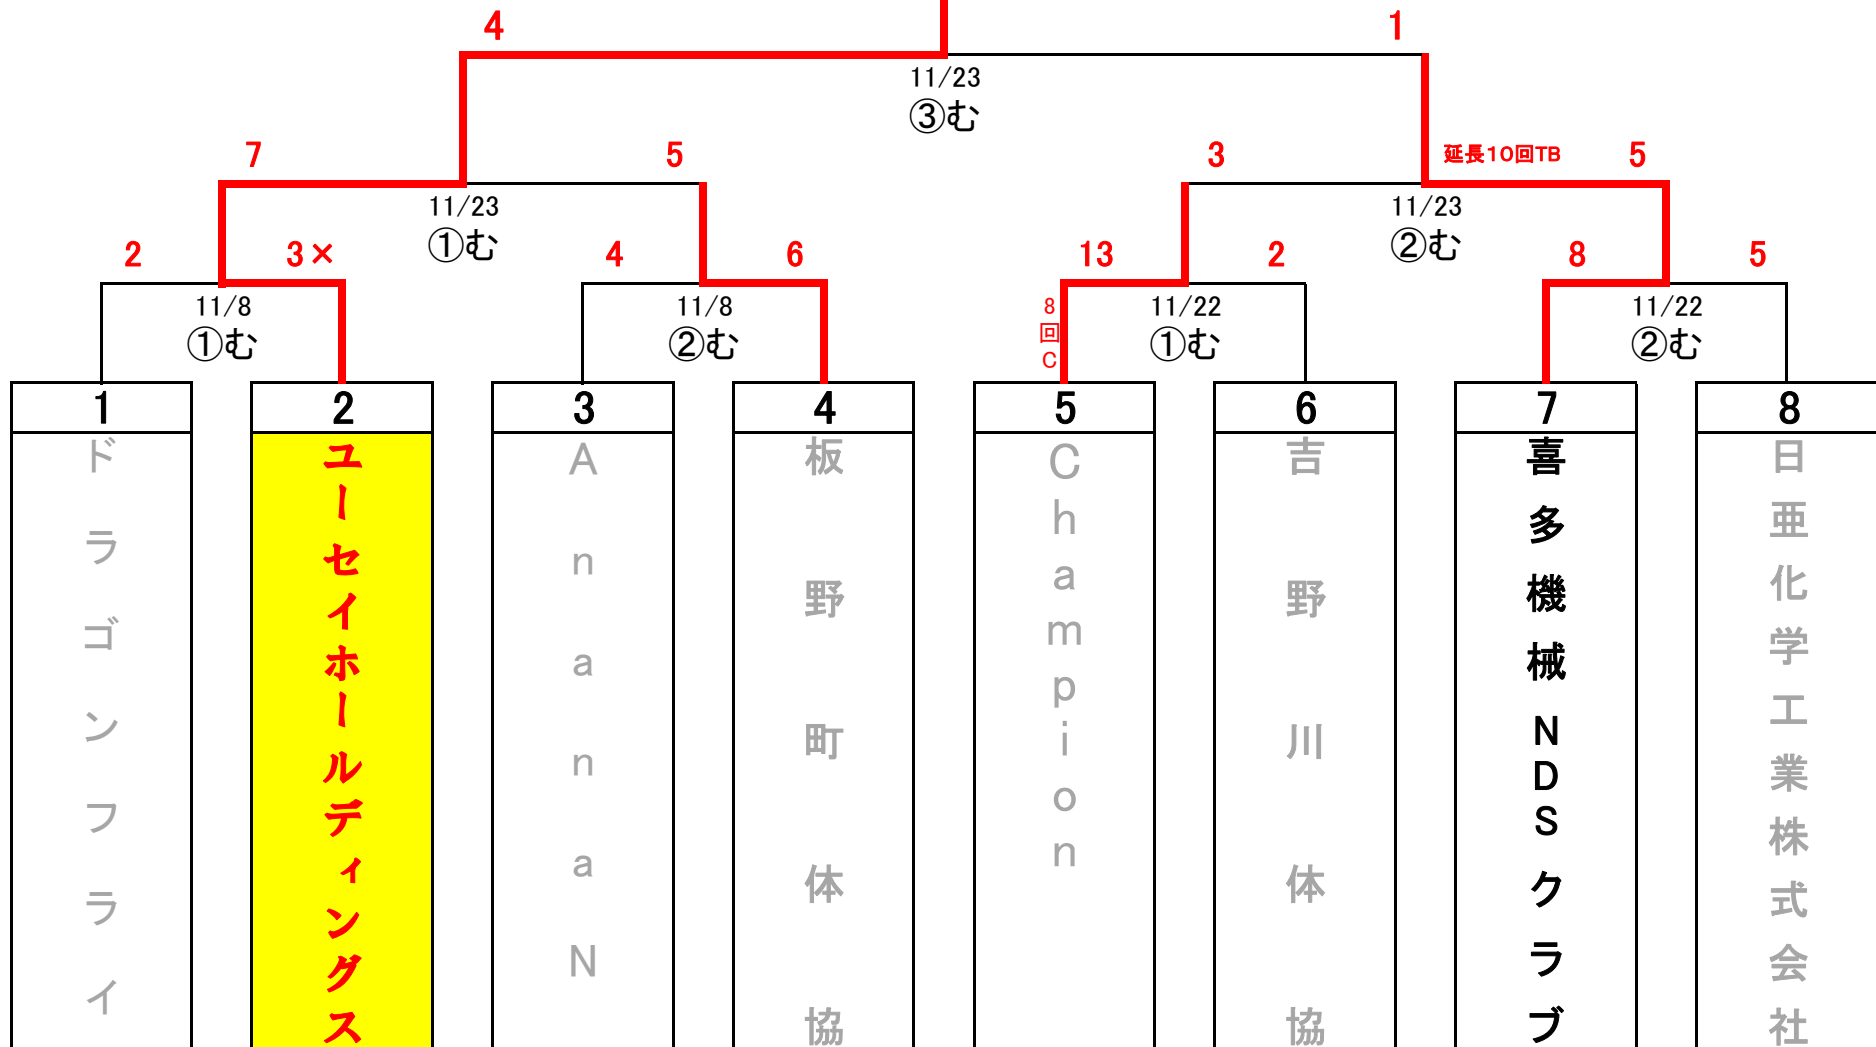 4 1
11/23
③む
7 5 3 延長10回TB 5
11/23 11/23
①む ②む
2 3× 4 6 13 2 8 5
11/8 11/8 8回C 11/22 11/22
①む ②む ①む ②む
1 2 3 4 5 6 7 8
ドラゴンフライ
ユーセイホールディングス
AnanaN
板野町体協
Champion
吉野川体協
喜多機械NDSクラブ
日亜化学工業株式会社